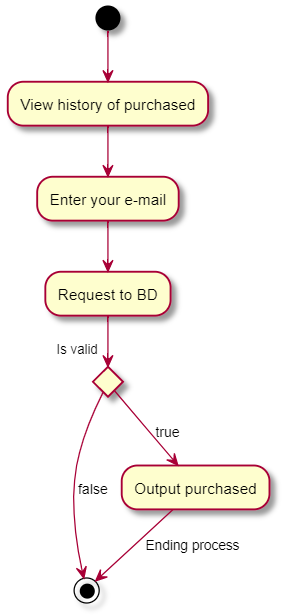 View history of purchased
Enter your e-mail
Request to BD
Is valid
true
false
Output purchased
Ending process